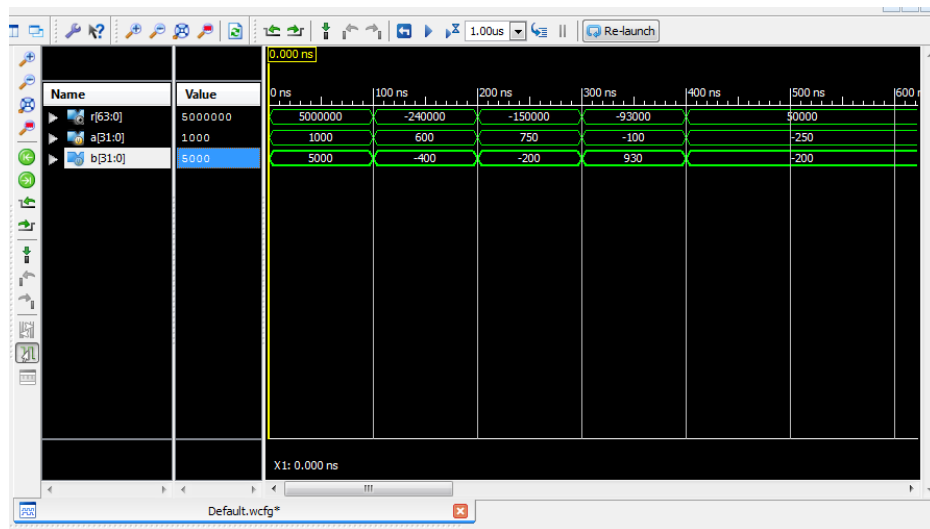 1.00us Re-launch
0.000 ns
Name Value 0 ns 100 ns 200 ns 300 ns 400 ns 500 ns 600
r[63:0] 5000000 5000000 -240000 -150000 -93000 50000
a[31:0] 1000 1000 600 750 -100 -250
b[31:0] 5000 5000 -400 -200 930 -200
X1: 0.000 ns
Default.wcfg*